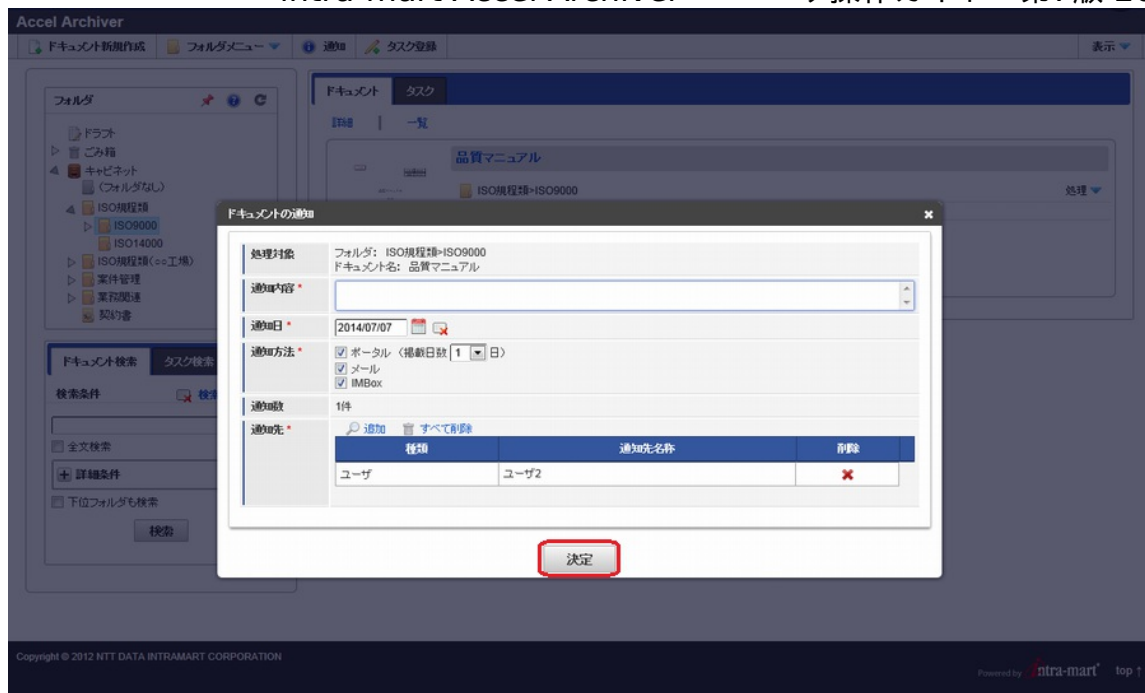 Accel Archiver
ドキュメント新規作成 フォルダメニュー 通知 タスク登録 表示
フォルダ
ドラフト
ごみ箱
キャビネット
(フォルダなし)
ISO規程類
ISO9000
ISO14000
ISO規程類(○○工場)
案件管理
業務関連
契約書
ドキュメント タスク
詳細 | 一覧
品質マニュアル
ISO規程類>ISO9000 処理
ドキュメント検索 タスク検索
検索条件
全文検索
詳細条件
下位フォルダも検索
検索
ドキュメントの通知
処理対象 フォルダ: ISO規程類>ISO9000
ドキュメント名: 品質マニュアル
通知内容 *
通知日 * 2014/07/07
通知方法 * ポータル (掲載日数 1 日)
メール
IMBox
通知数 1件
通知先 * 追加 すべて削除
種類 通知先名称 削除
ユーザ ユーザ2
決定
Copyright © 2012 NTT DATA INTRAMART CORPORATION
Powered by intra-mart top ↑